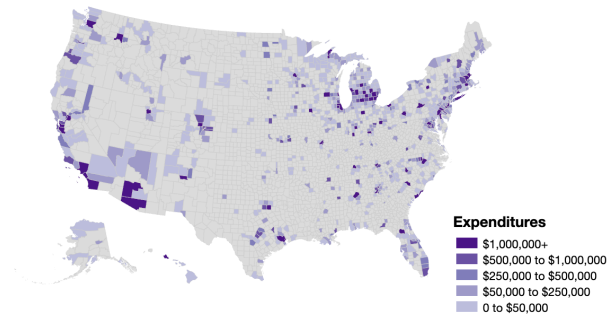 Expenditures
$1,000,000+
$500,000 to $1,000,000
$250,000 to $500,000
$50,000 to $250,000
0 to $50,000